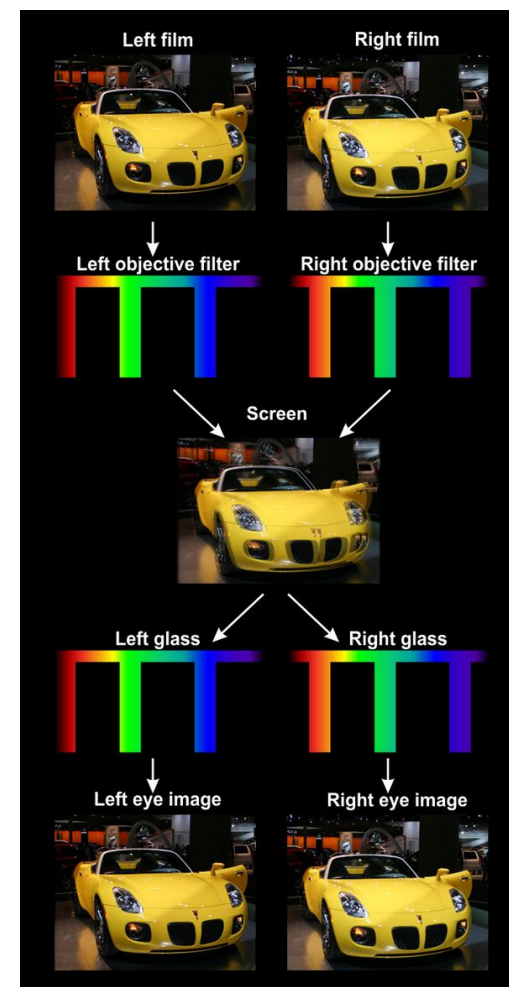 Left film
Right film
Left objective filter
Right objective filter
Screen
Left glass
Right glass
Left eye image
Right eye image